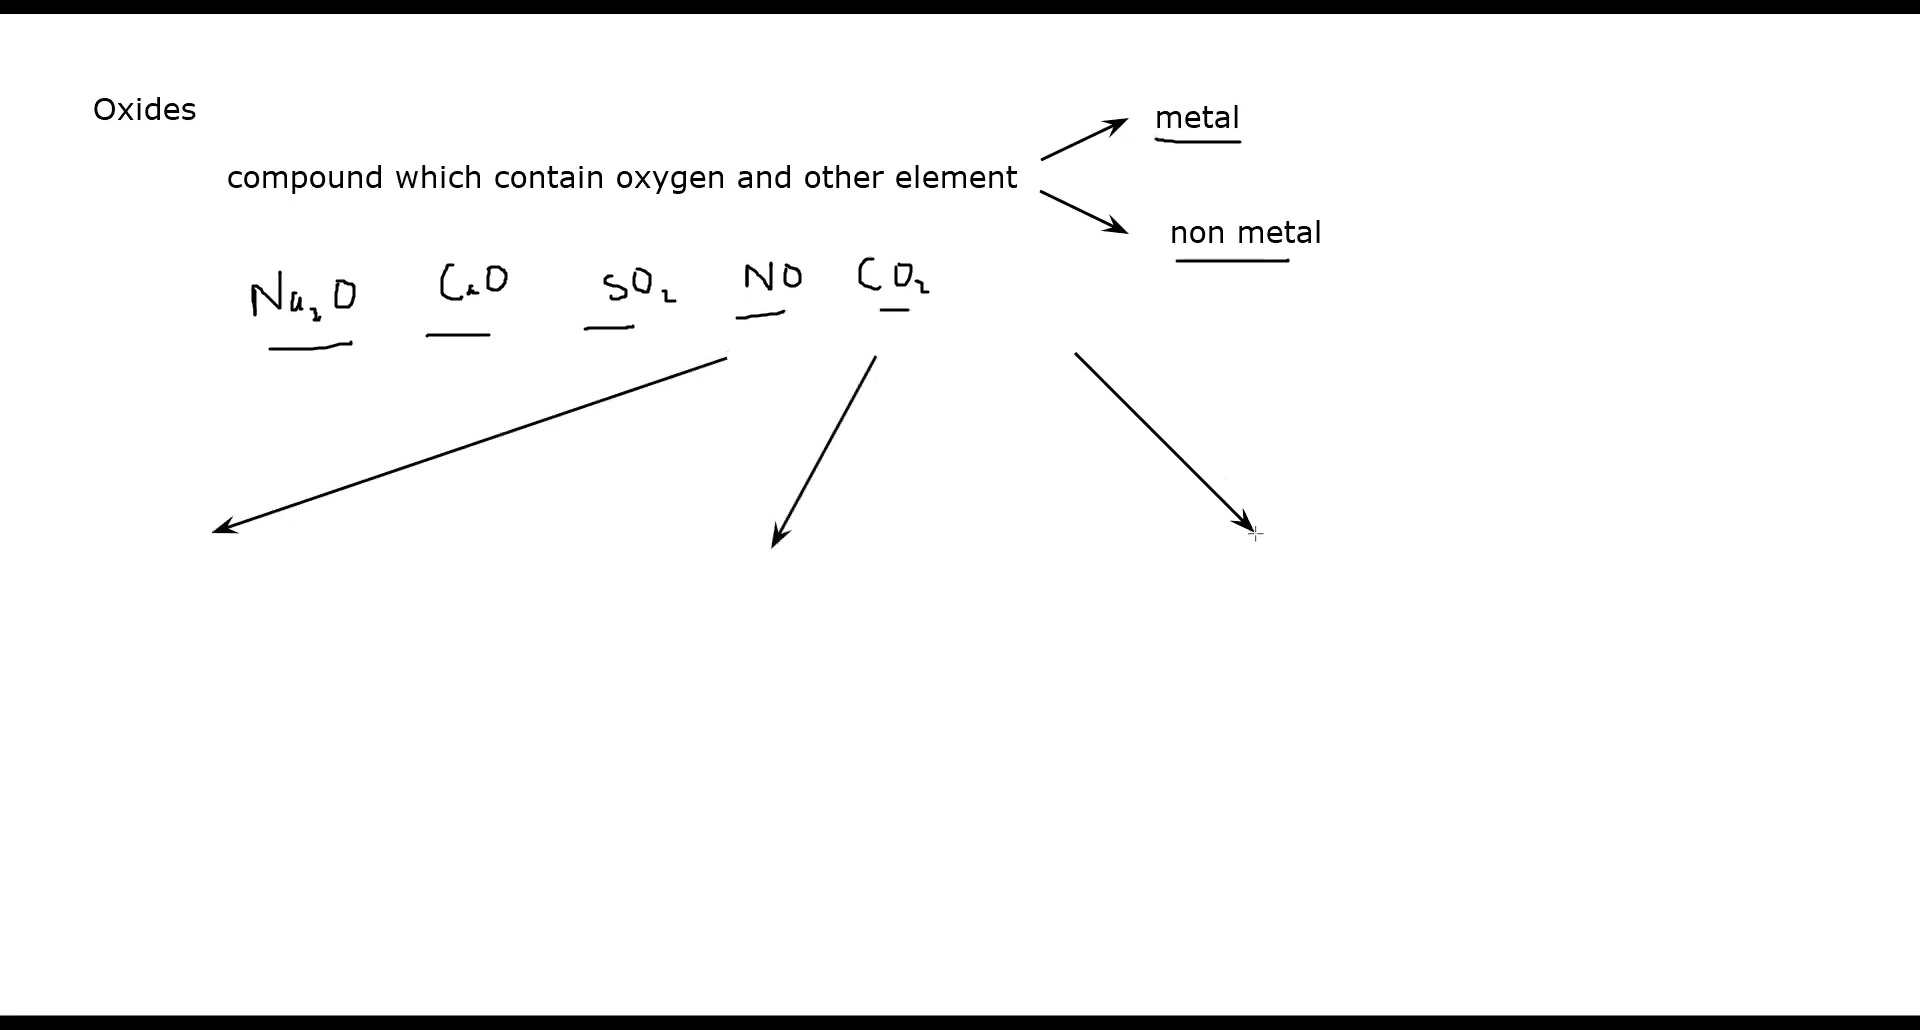 Oxides
metal
compound which contain oxygen and other element
non metal
Na₂O CaO SO₂ NO CO₂